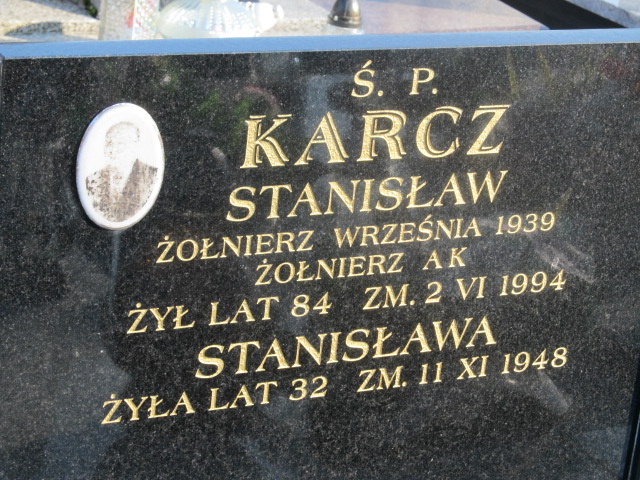 Ś. P.
KARCZ
STANISŁAW
ŻOŁNIERZ WRZEŚNIA 1939
ŻOŁNIERZ AK
ŻYŁ LAT 84 ZM. 2 VI 1994
STANISŁAWA
ŻYŁA LAT 32 ZM. 11 XI 1948